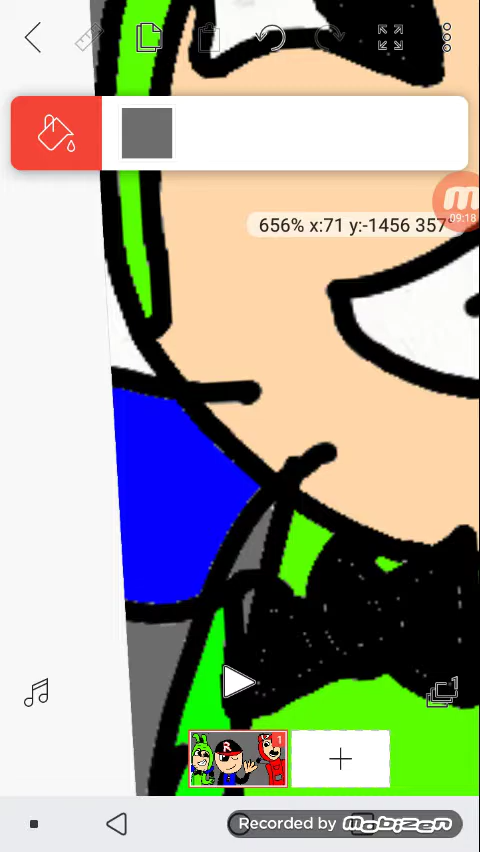 09:18
656% x:71 y:-1456 357°
1
R
1
Recorded by mobizen